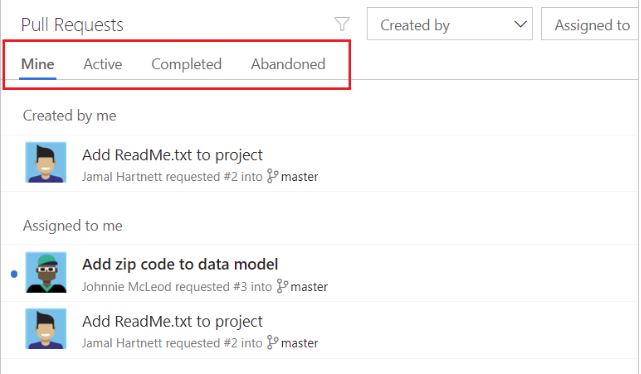 Pull Requests
Created by
Assigned to
Mine
Active
Completed
Abandoned
Created by me
Add ReadMe.txt to project
Jamal Hartnett requested #2 into master
Assigned to me
Add zip code to data model
Johnnie McLeod requested #3 into master
Add ReadMe.txt to project
Jamal Hartnett requested #2 into master